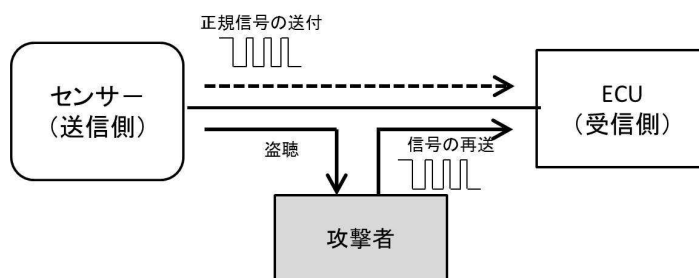 正規信号の送付
センサー
(送信側)
ECU
(受信側)
盗聴
信号の再送
攻撃者